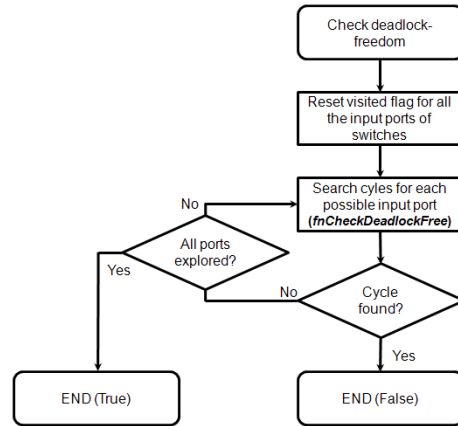 Check deadlock-
freedom
Reset visited flag for all
the input ports of
switches
Search cyles for each
possible input port
(fnCheckDeadlockFree)
No
All ports
explored?
Yes
No
Cycle
found?
Yes
END (True)
END (False)